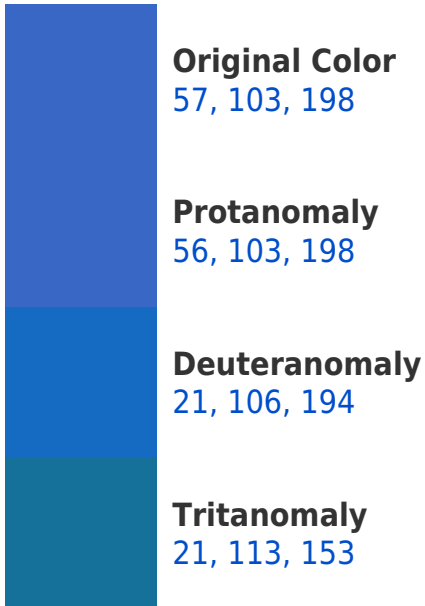 Original Color
57, 103, 198
Protanomaly
56, 103, 198
Deuteranomaly
21, 106, 194
Tritanomaly
21, 113, 153